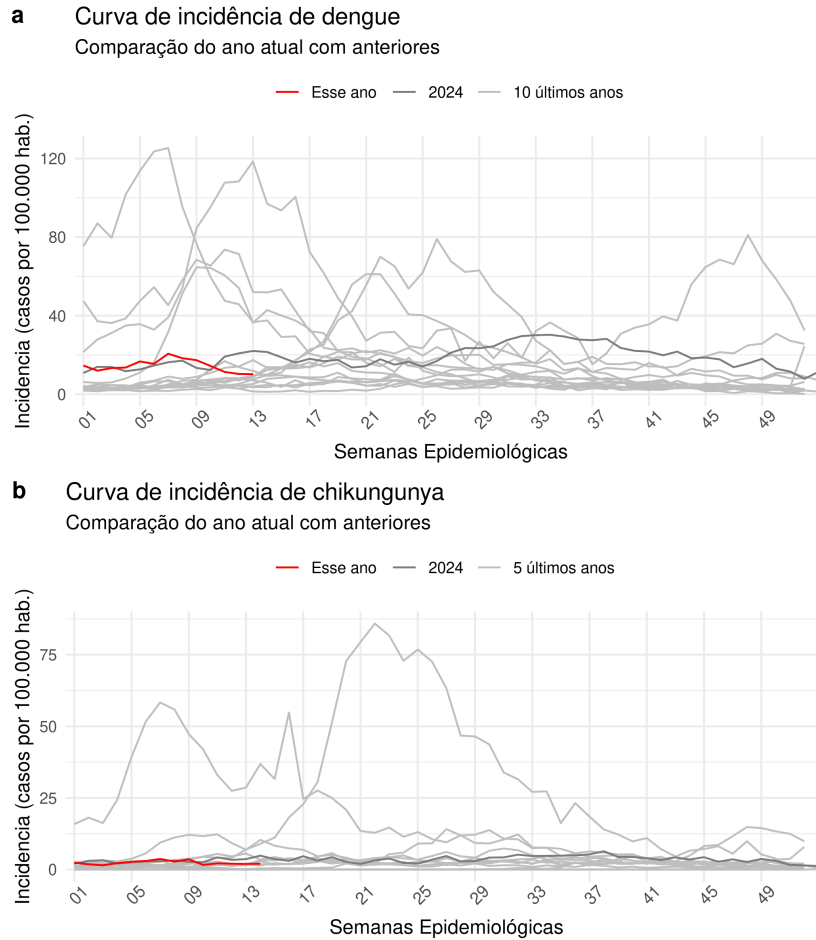 a
Curva de incidência de dengue
Comparação do ano atual com anteriores
Esse ano 2024 10 últimos anos
Incidencia (casos por 100.000 hab.)
120
80
40
0
01 05 09 13 17 21 25 29 33 37 41 45 49
Semanas Epidemiológicas
b
Curva de incidência de chikungunya
Comparação do ano atual com anteriores
Esse ano 2024 5 últimos anos
Incidencia (casos por 100.000 hab.)
75
50
25
0
01 05 09 13 17 21 25 29 33 37 41 45 49
Semanas Epidemiológicas